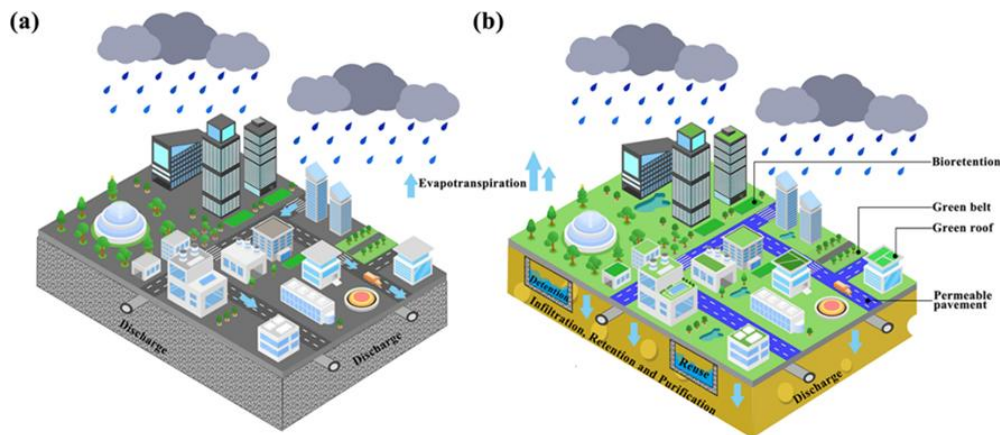 (a)
(b)
Evapotranspiration
Bioretention
Green belt
Green roof
Permeable
pavement
Discharge
Discharge
Detention
Infiltration, Retention and Purification
Reuse
Discharge